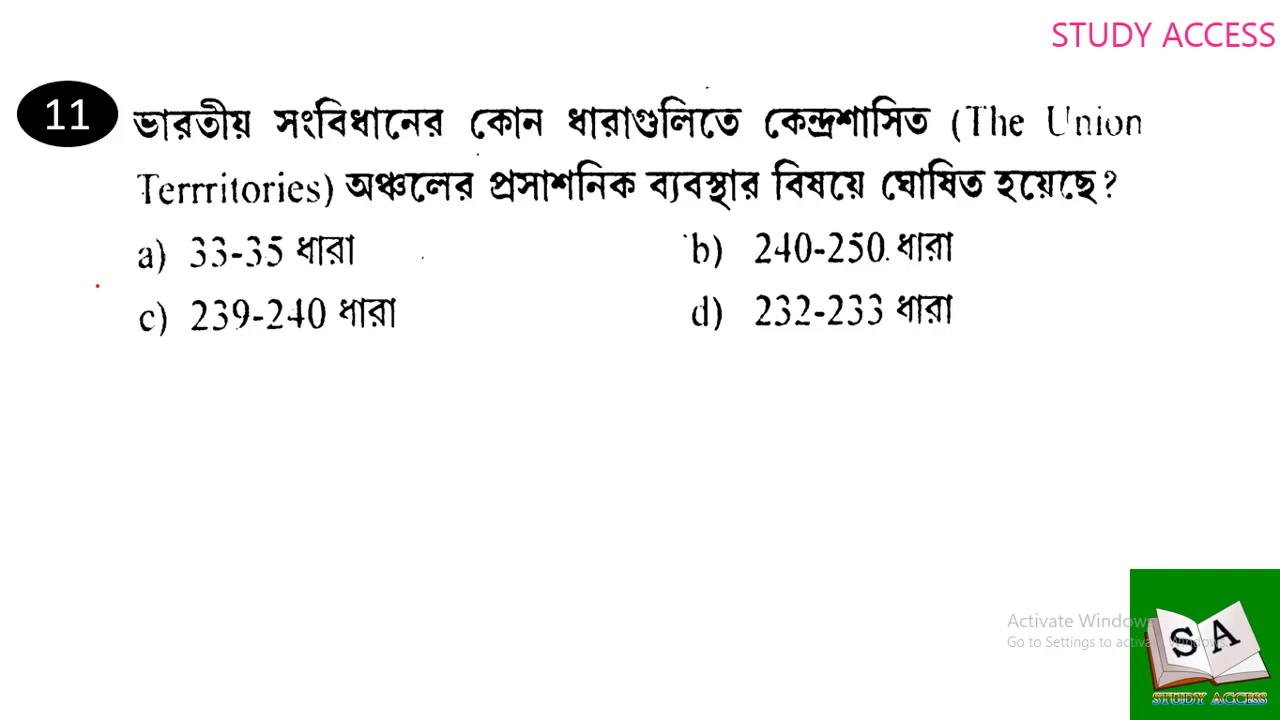 STUDY ACCESS
11 ভারতীয় সংবিধানের কোন ধারাগুলিতে কেন্দ্রশাসিত (The Union
Terrritories) অঞ্চলের প্রসাশনিক ব্যবস্থার বিষয়ে ঘোষিত হয়েছে?
a) 33-35 ধারা b) 240-250 ধারা
c) 239-240 ধারা d) 232-233 ধারা
Activate Windows
Go to Settings to activate Windows.
S A
STUDY ACCESS